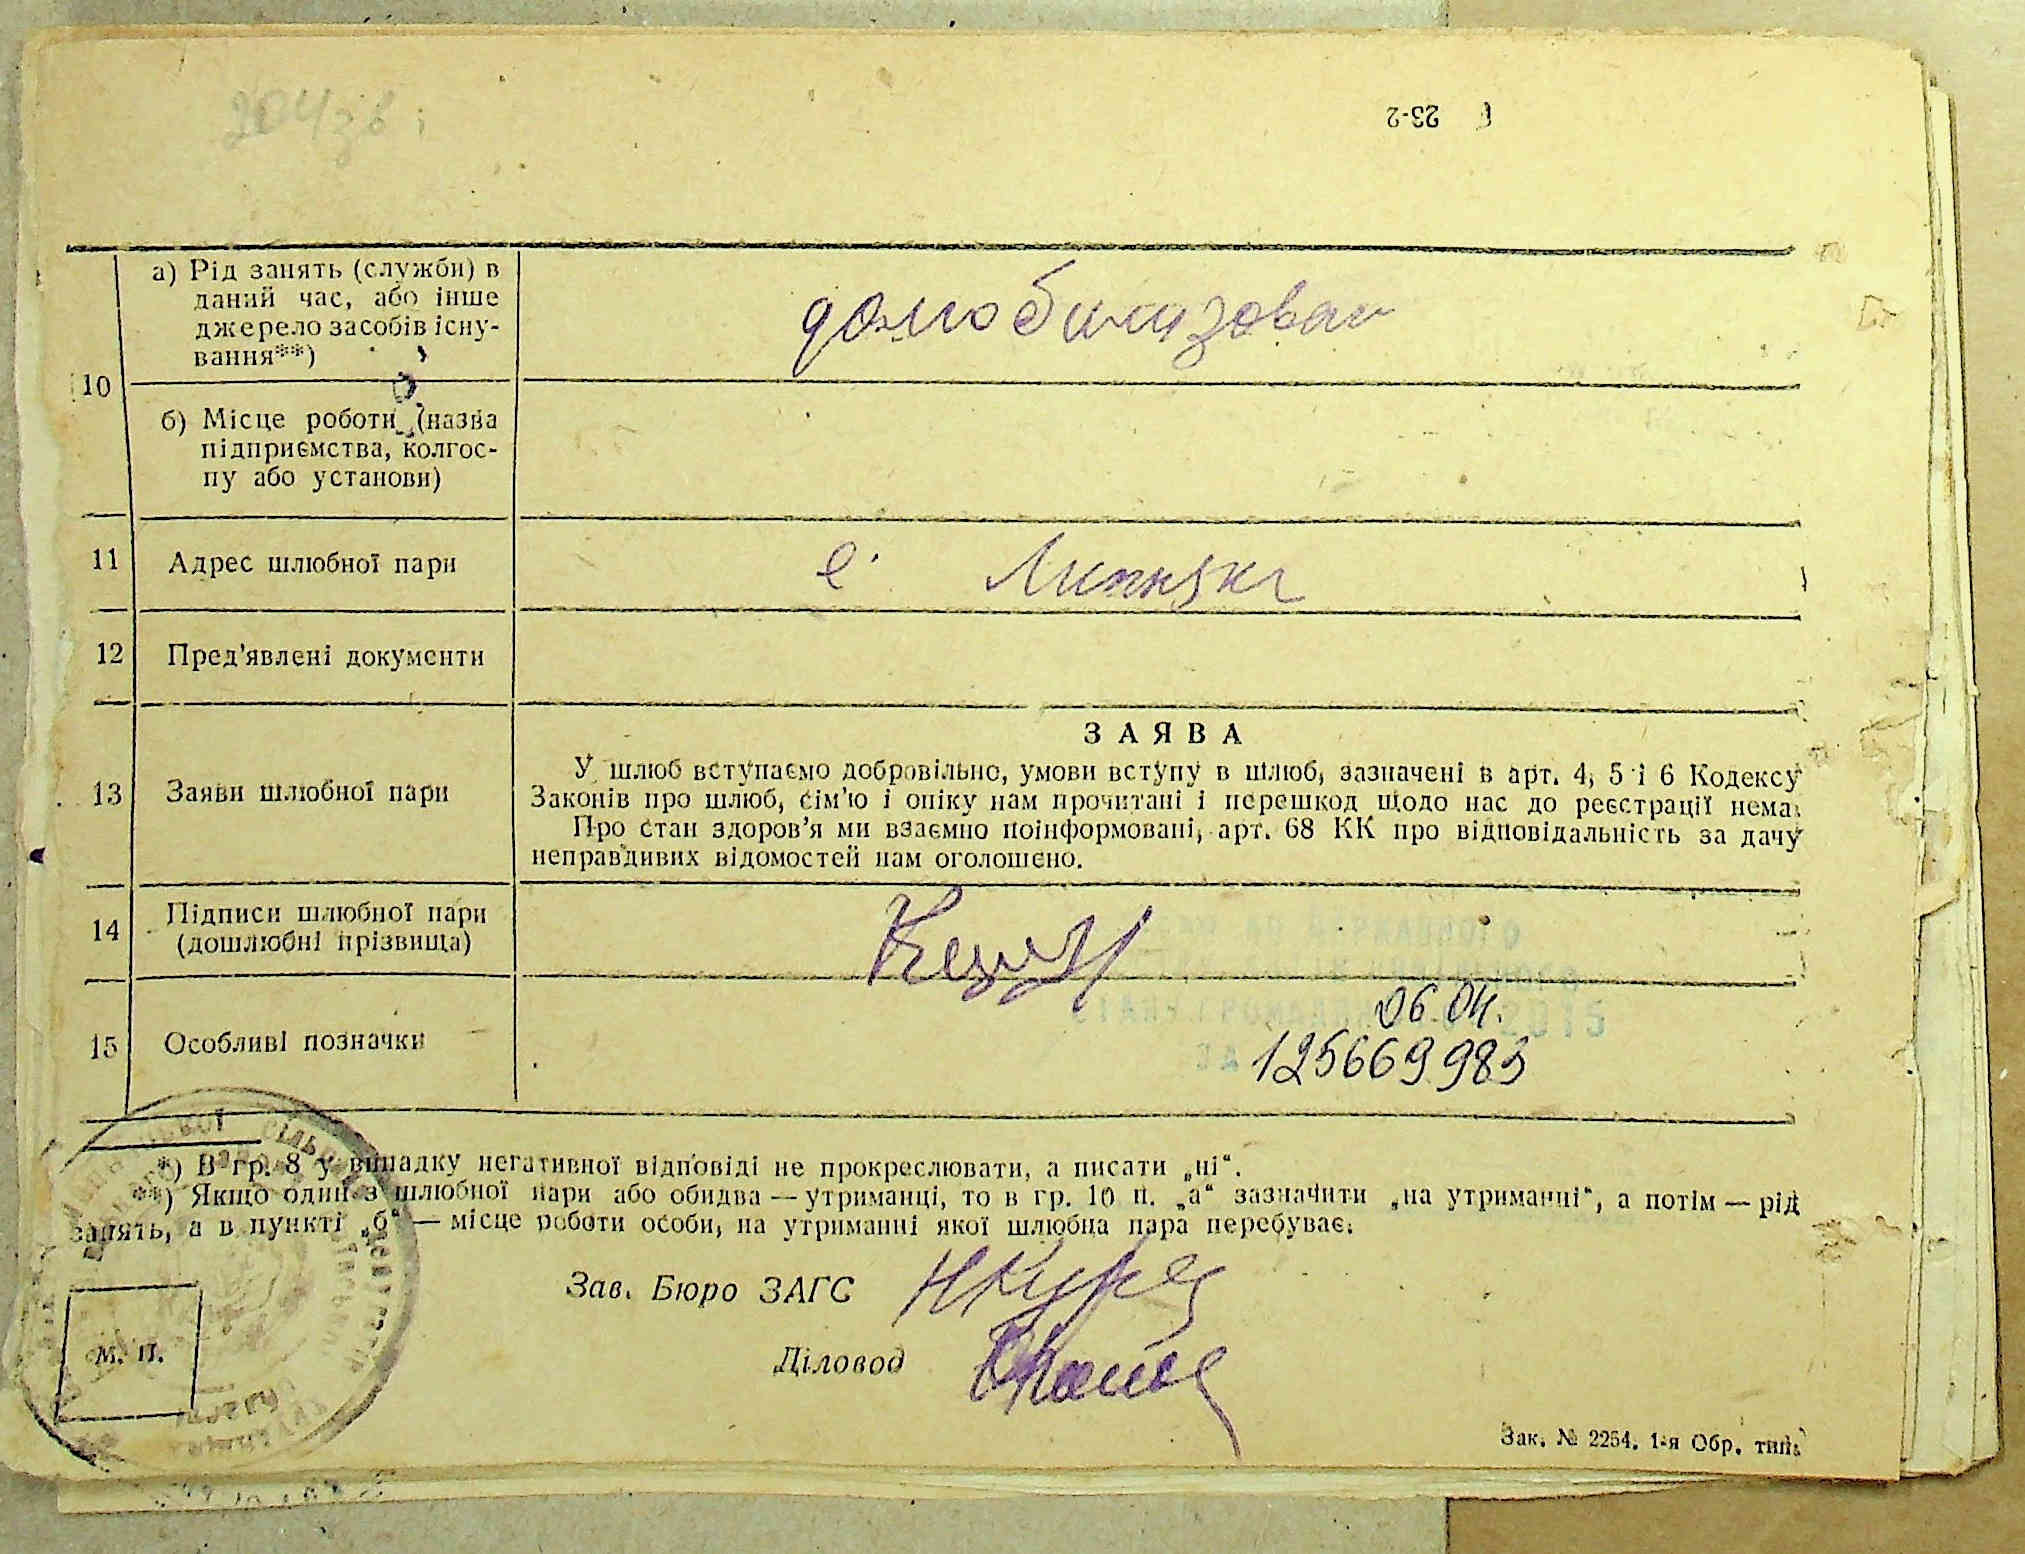 204зв
23-2
а) Рід занять (служби) в
даний час, або інше
джерело засобів існу-
вання**)
10
б) Місце роботи (назва
підприємства, колгос-
пу або установи)
11 Адрес шлюбної пари с.
12 Пред'явлені документи
З А Я В А
13 Заяви шлюбної пари
У шлюб вступаємо добровільно, умови вступу в шлюб, зазначені в арт. 4, 5 і 6 Кодексу
Законів про шлюб, сім'ю і опіку нам прочитані і перешкод щодо нас до реєстрації нема.
Про стан здоров'я ми взаємно поінформовані, арт. 68 КК про відповідальність за дачу
неправдивих відомостей нам оголошено.
14 Підписи шлюбної пари
(дошлюбні прізвища)
06.04.
2015
15 Особливі позначки
125669983
*) В гр. 8 у випадку негативної відповіді не прокреслювати, а писати „ні“.
**) Якщо один з шлюбної пари або обидва — утриманці, то в гр. 10 п. „а“ зазначити „на утриманні“, а потім — рід
занять, а в пункті „б“ — місце роботи особи, на утриманні якої шлюбна пара перебуває.
Зав. Бюро ЗАГС
Діловод
М. П.
Зак. № 2254. 1-я Обр. тип.